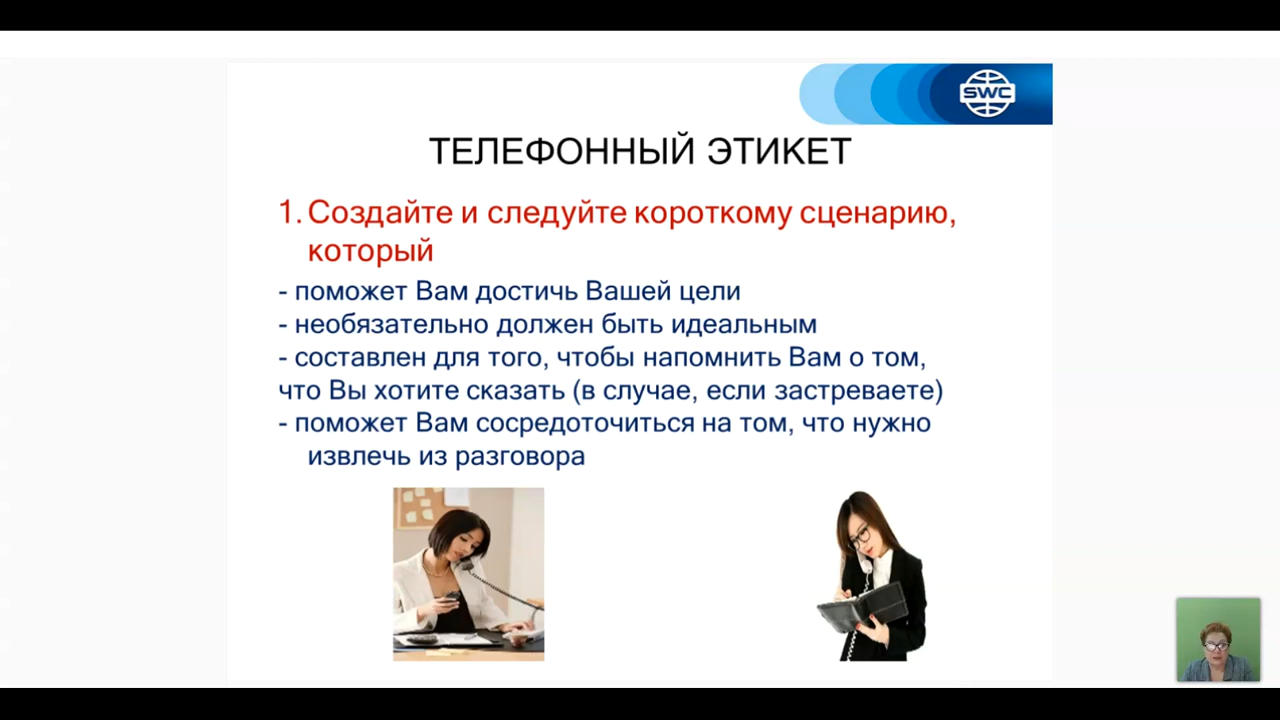 SWC
ТЕЛЕФОННЫЙ ЭТИКЕТ
1. Создайте и следуйте короткому сценарию,
который
- поможет Вам достичь Вашей цели
- необязательно должен быть идеальным
- составлен для того, чтобы напомнить Вам о том,
что Вы хотите сказать (в случае, если застреваете)
- поможет Вам сосредоточиться на том, что нужно
извлечь из разговора